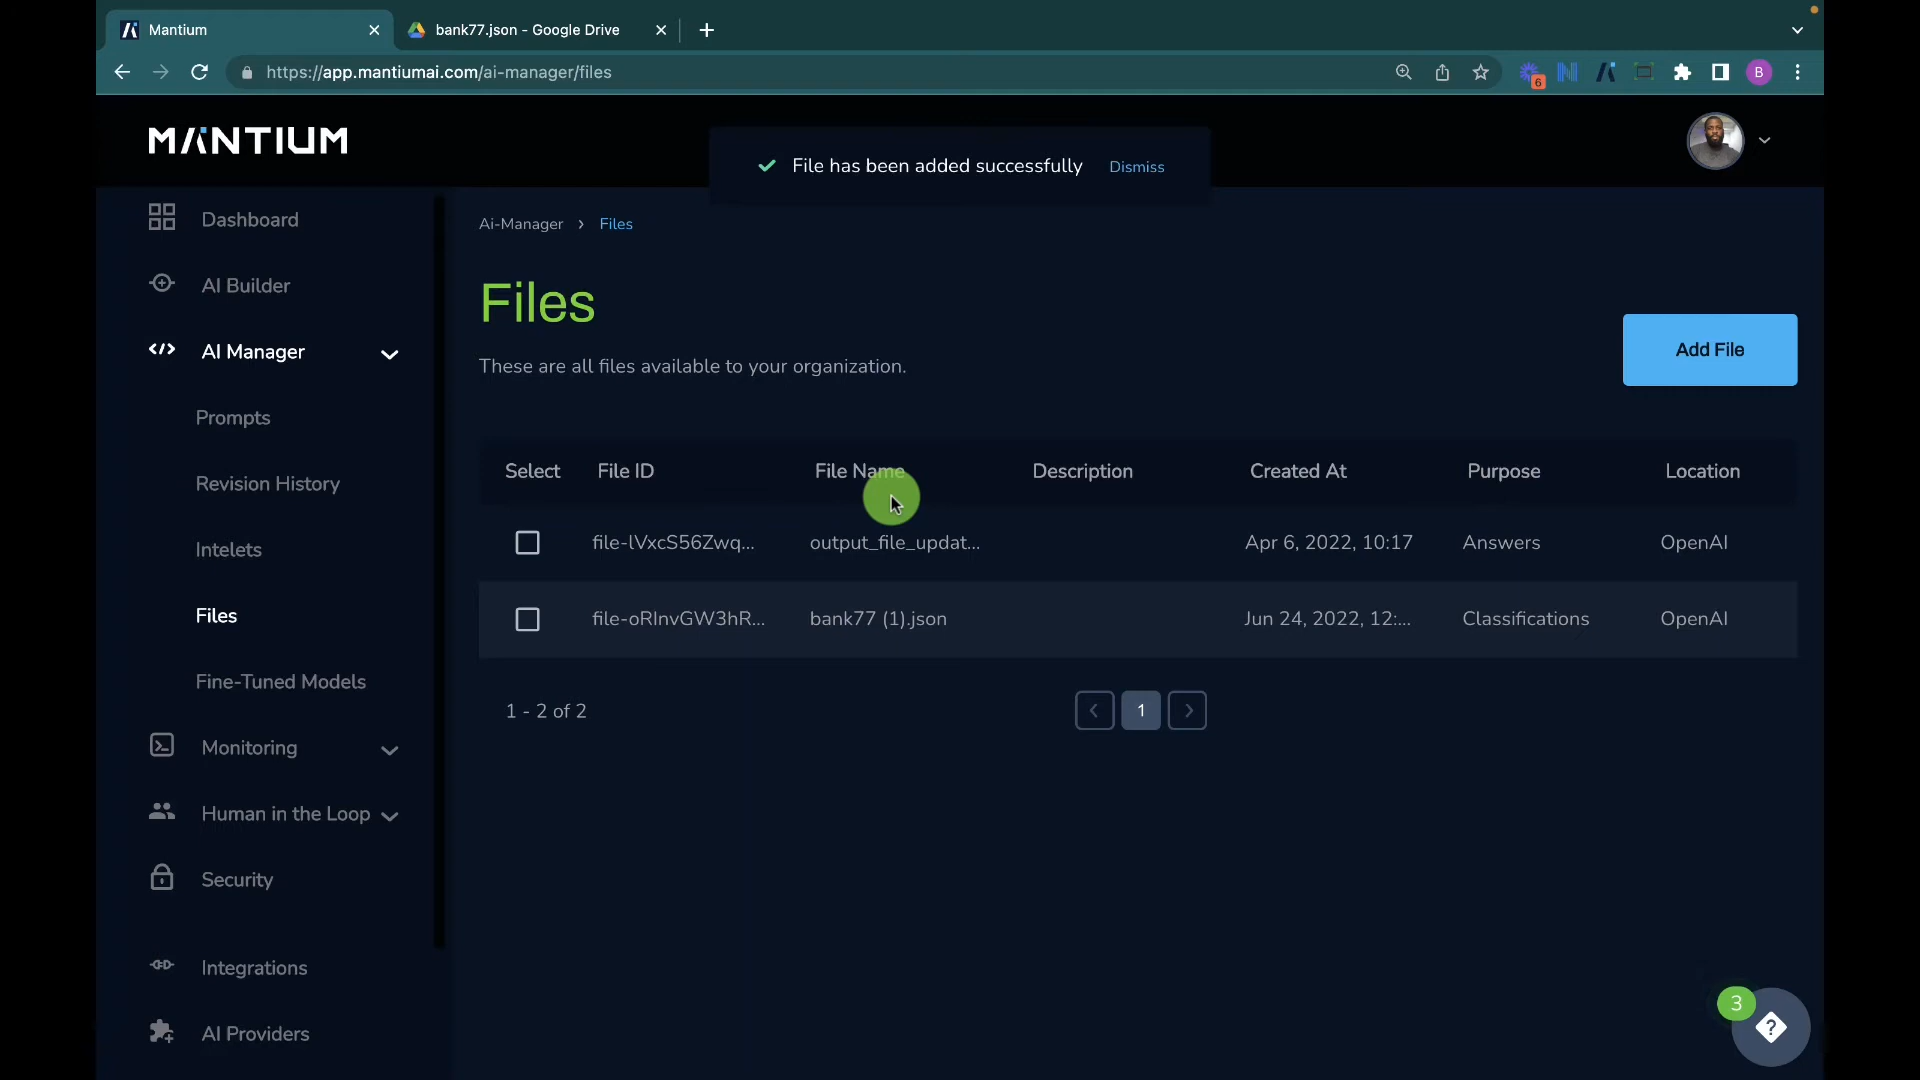 Mantium
bank77.json - Google Drive
https://app.mantiumai.com/ai-manager/files
6
B
MANTIUM
File has been added successfully Dismiss
Dashboard
AI Builder
AI Manager
Prompts
Revision History
Intelets
Files
Fine-Tuned Models
Monitoring
Human in the Loop
Security
Integrations
AI Providers
Ai-Manager > Files
Files
These are all files available to your organization.
Add File
Select File ID File Name Description Created At Purpose Location
file-lVxcS56Zwq... output_file_updat... Apr 6, 2022, 10:17 Answers OpenAI
file-oRInvGW3hR... bank77 (1).json Jun 24, 2022, 12:... Classifications OpenAI
1 - 2 of 2
1
3
?